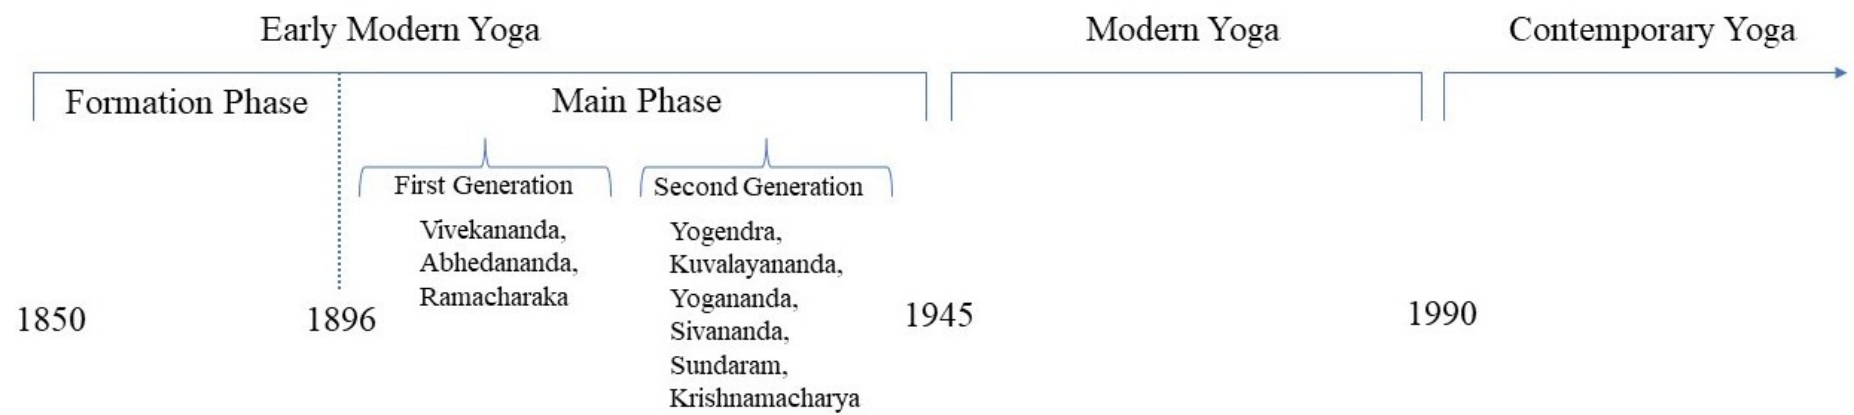 Early Modern Yoga
Modern Yoga
Contemporary Yoga
Formation Phase
Main Phase
First Generation
Vivekananda,
Abhedananda,
Ramacharaka
Second Generation
Yogendra,
Kuvalayananda,
Yogananda,
Sivananda,
Sundaram,
Krishnamacharya
1850
1896
1945
1990